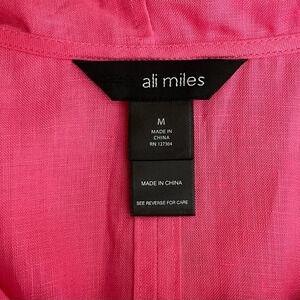 ali miles
M
MADE IN
CHINA
RN 127304
MADE IN CHINA
SEE REVERSE FOR CARE